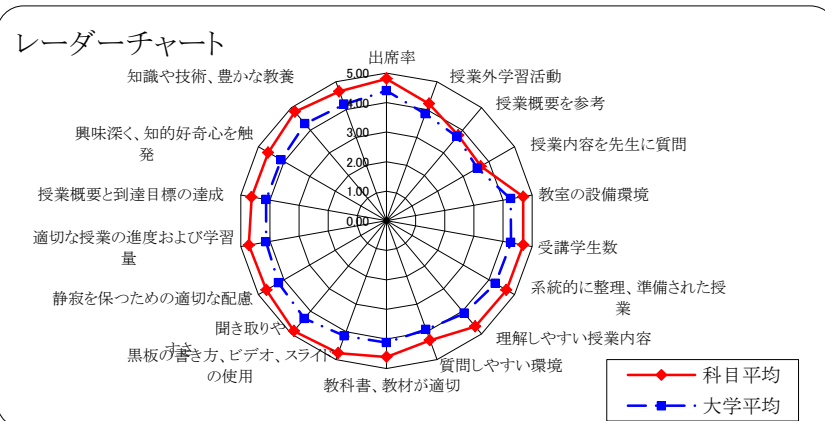 レーダーチャート
出席率
授業外学習活動
授業概要を参考
授業内容を先生に質問
教室の設備環境
受講学生数
系統的に整理、準備された授
業
理解しやすい授業内容
質問しやすい環境
教科書、教材が適切
黒板の書き方、ビデオ、スライド
の使用
聞き取りや
すさ
静寂を保つための適切な配慮
適切な授業の進度および学習
量
授業概要と到達目標の達成
興味深く、知的好奇心を触
発
知識や技術、豊かな教養
5.00
4.00
3.00
2.00
1.00
0.00
科目平均
大学平均